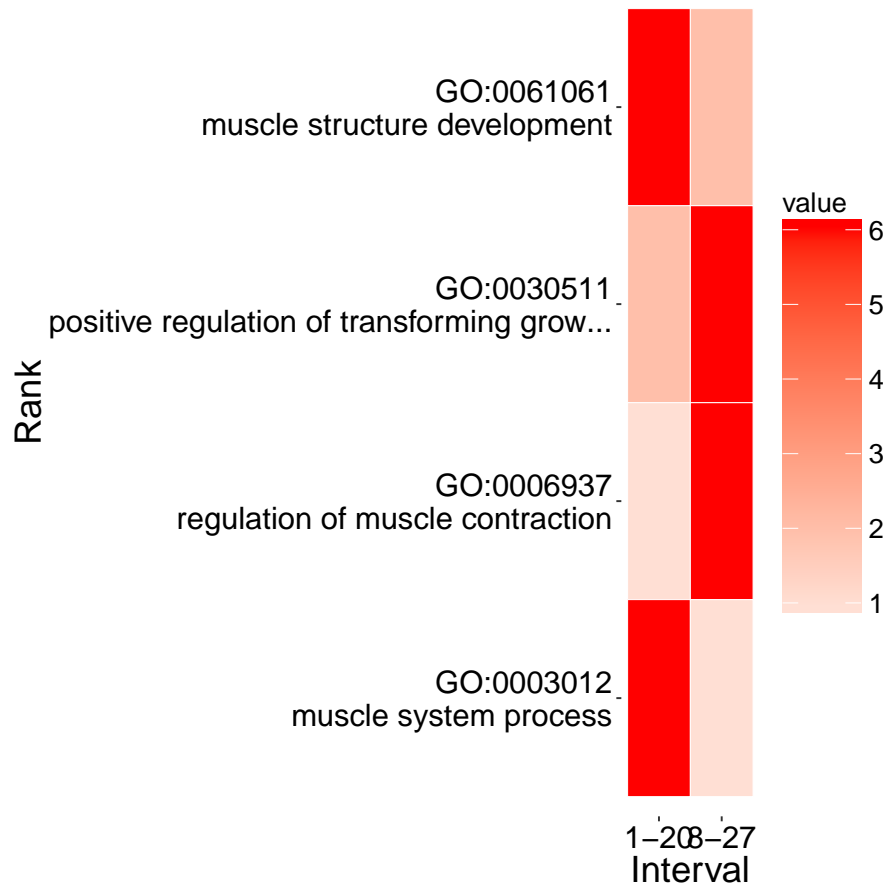 GO:0061061
muscle structure development
GO:0030511
positive regulation of transforming grow...
GO:0006937
regulation of muscle contraction
GO:0003012
muscle system process
Rank
1−20
8−27
Interval
value
6
5
4
3
2
1